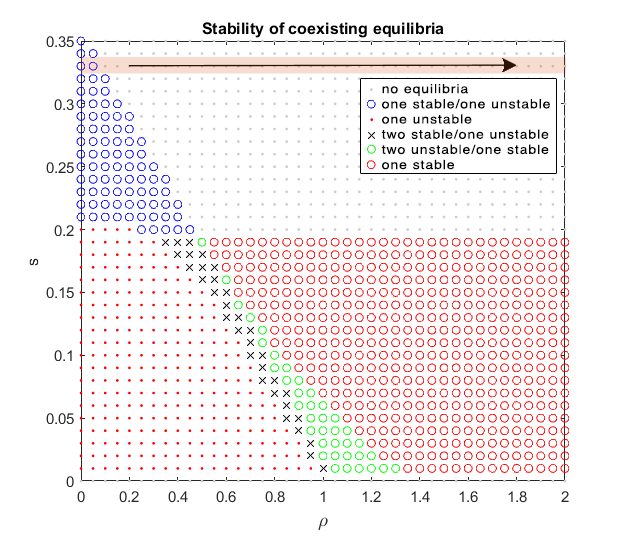 Stability of coexisting equilibria
0.35
0.3
0.25
0.2
0.15
0.1
0.05
0
s
no equilibria
one stable/one unstable
one unstable
two stable/one unstable
two unstable/one stable
one stable
0 0.2 0.4 0.6 0.8 1 1.2 1.4 1.6 1.8 2
ρ